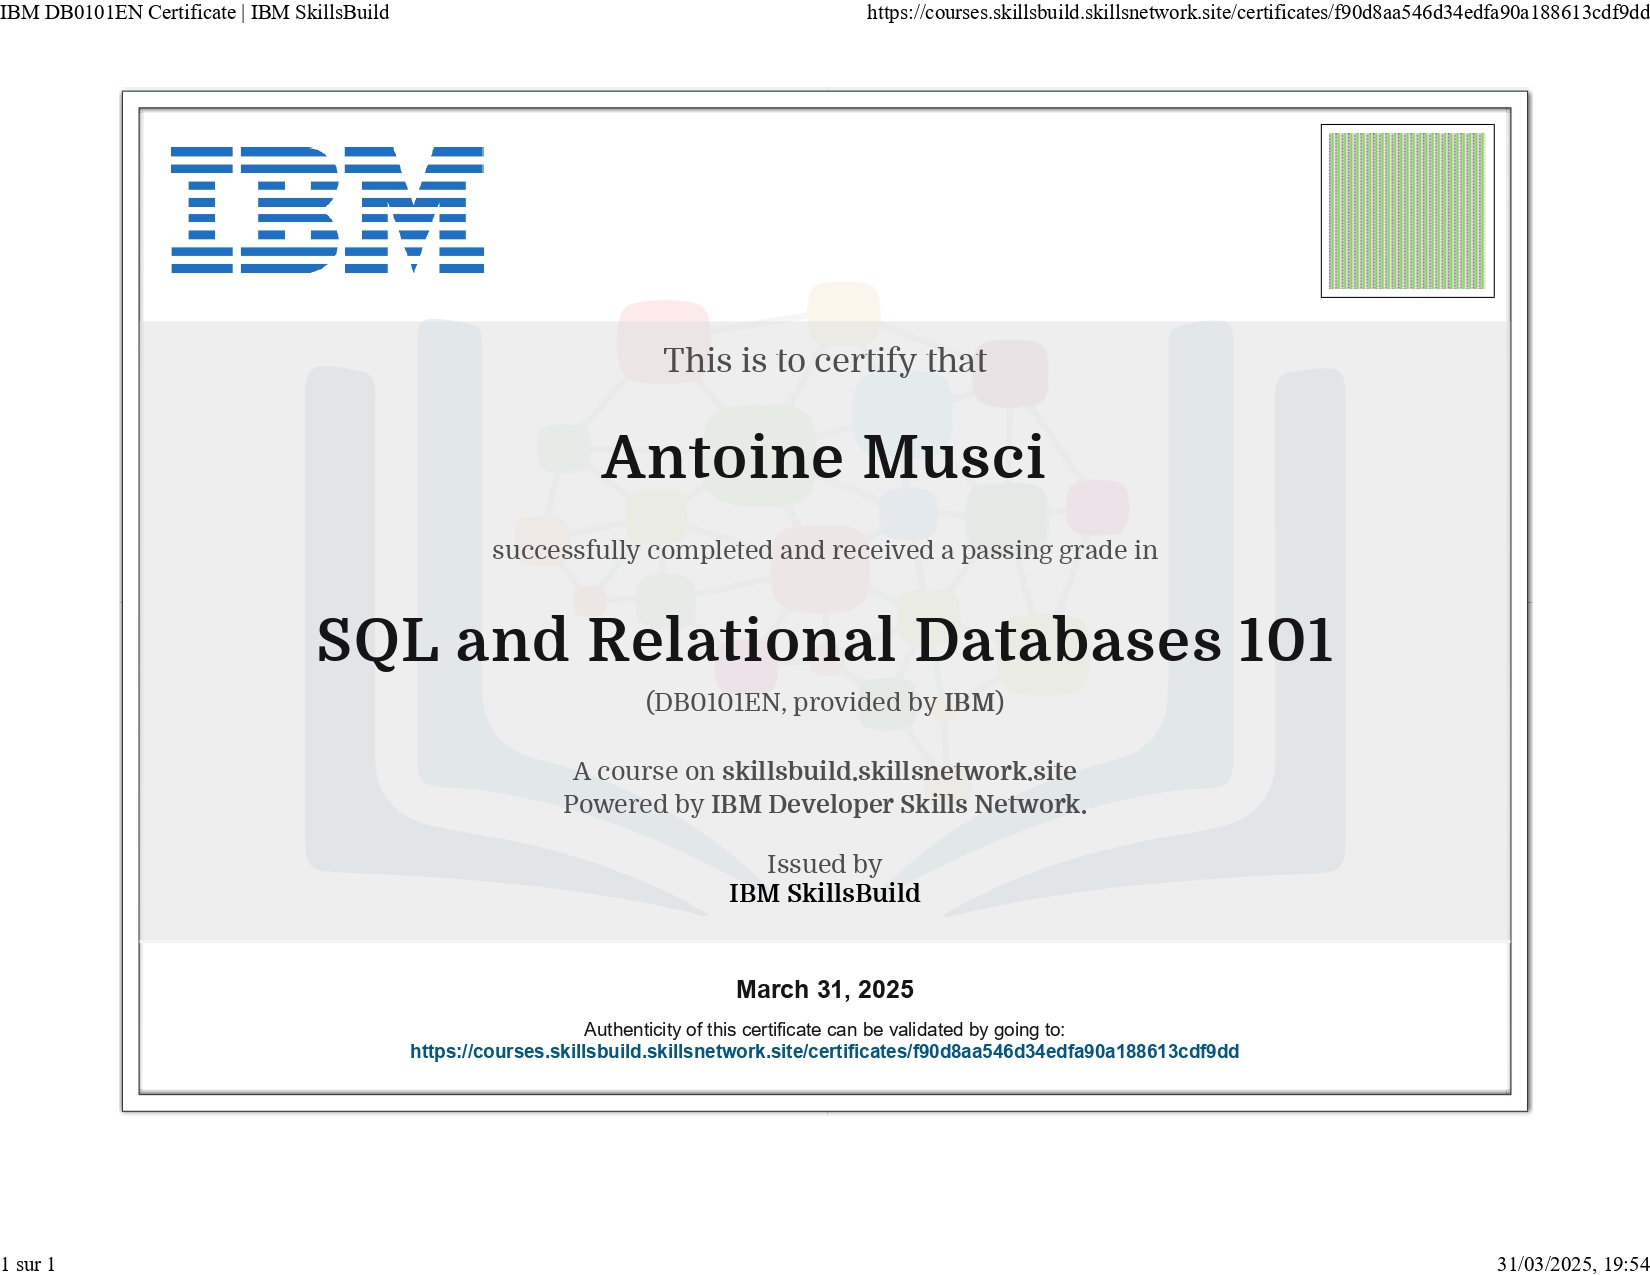 IBM DB0101EN Certificate | IBM SkillsBuild
https://courses.skillsbuild.skillsnetwork.site/certificates/f90d8aa546d34edfa90a188613cdf9dd
IBM
This is to certify that
Antoine Musci
successfully completed and received a passing grade in
SQL and Relational Databases 101
(DB0101EN, provided by IBM)
A course on skillsbuild.skillsnetwork.site
Powered by IBM Developer Skills Network.
Issued by
IBM SkillsBuild
March 31, 2025
Authenticity of this certificate can be validated by going to:
https://courses.skillsbuild.skillsnetwork.site/certificates/f90d8aa546d34edfa90a188613cdf9dd
1 sur 1
31/03/2025, 19:54